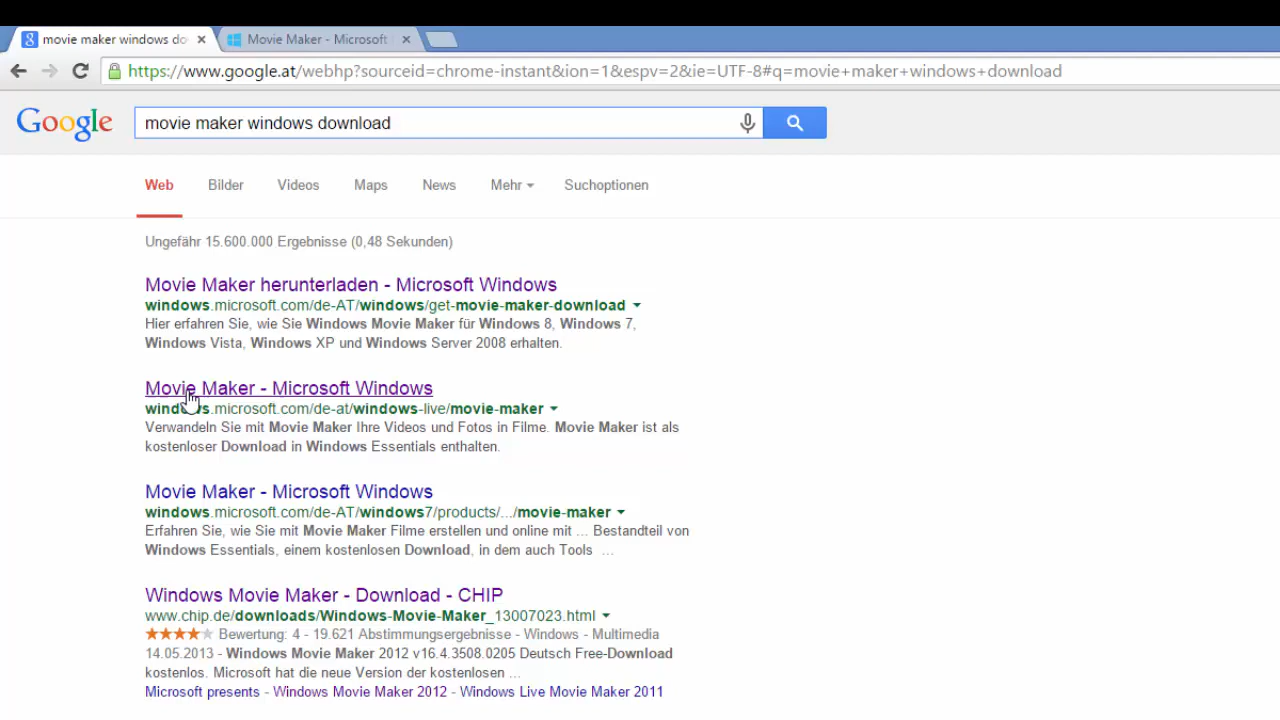 movie maker windows do
Movie Maker - Microsoft
https://www.google.at/webhp?sourceid=chrome-instant&ion=1&espv=2&ie=UTF-8#q=movie+maker+windows+download
Google
movie maker windows download
Web Bilder Videos Maps News Mehr Suchoptionen
Ungefähr 15.600.000 Ergebnisse (0,48 Sekunden)
Movie Maker herunterladen - Microsoft Windows
windows.microsoft.com/de-AT/windows/get-movie-maker-download
Hier erfahren Sie, wie Sie Windows Movie Maker für Windows 8, Windows 7,
Windows Vista, Windows XP und Windows Server 2008 erhalten.
Movie Maker - Microsoft Windows
windows.microsoft.com/de-at/windows-live/movie-maker
Verwandeln Sie mit Movie Maker Ihre Videos und Fotos in Filme. Movie Maker ist als
kostenloser Download in Windows Essentials enthalten.
Movie Maker - Microsoft Windows
windows.microsoft.com/de-AT/windows7/products/.../movie-maker
Erfahren Sie, wie Sie mit Movie Maker Filme erstellen und online mit ... Bestandteil von
Windows Essentials, einem kostenlosen Download, in dem auch Tools ...
Windows Movie Maker - Download - CHIP
www.chip.de/downloads/Windows-Movie-Maker_13007023.html
Bewertung: 4 - 19.621 Abstimmungsergebnisse - Windows - Multimedia
14.05.2013 - Windows Movie Maker 2012 v16.4.3508.0205 Deutsch Free-Download
kostenlos. Microsoft hat die neue Version der kostenlosen ...
Microsoft presents - Windows Movie Maker 2012 - Windows Live Movie Maker 2011